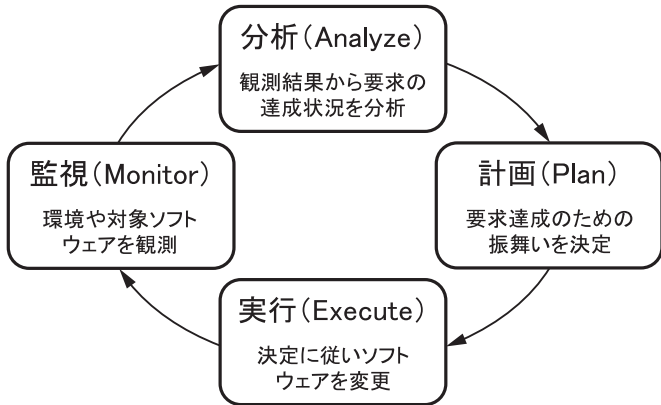 分析(Analyze)
観測結果から要求の
達成状況を分析
監視(Monitor)
環境や対象ソフト
ウェアを観測
計画(Plan)
要求達成のための
振舞いを決定
実行(Execute)
決定に従いソフト
ウェアを変更